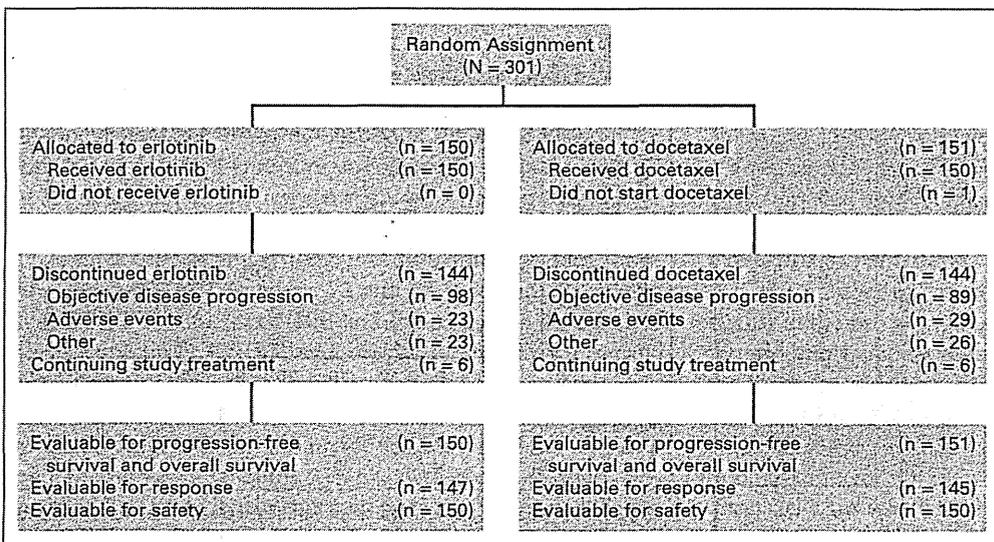 Random Assignment
(N = 301)
Allocated to erlotinib (n = 150)
Received erlotinib (n = 150)
Did not receive erlotinib (n = 0)
Allocated to docetaxel (n = 151)
Received docetaxel (n = 150)
Did not start docetaxel (n = 1)
Discontinued erlotinib (n = 144)
Objective disease progression (n = 98)
Adverse events (n = 23)
Other (n = 23)
Continuing study treatment (n = 6)
Discontinued docetaxel (n = 144)
Objective disease progression (n = 89)
Adverse events (n = 29)
Other (n = 26)
Continuing study treatment (n = 6)
Evaluable for progression-free (n = 150)
survival and overall survival
Evaluable for response (n = 147)
Evaluable for safety (n = 150)
Evaluable for progression-free (n = 151)
survival and overall survival
Evaluable for response (n = 145)
Evaluable for safety (n = 150)